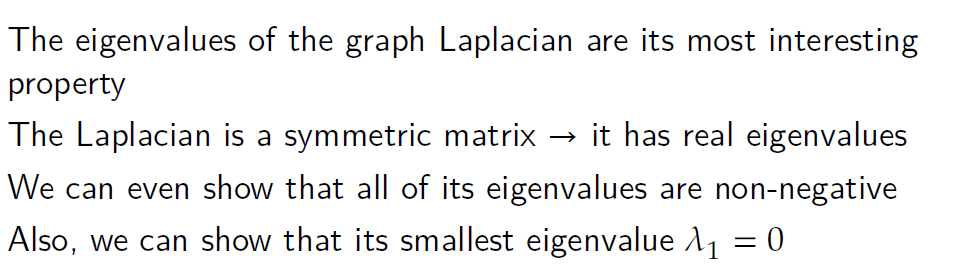 The eigenvalues of the graph Laplacian are its most interesting
property
The Laplacian is a symmetric matrix → it has real eigenvalues
We can even show that all of its eigenvalues are non-negative
Also, we can show that its smallest eigenvalue λ₁ = 0